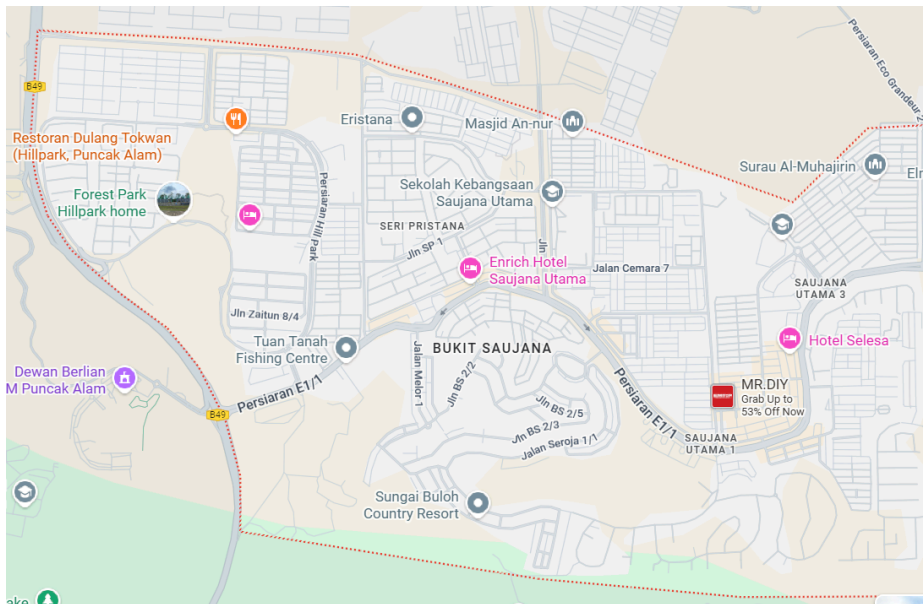 B49
Restoran Dulang Tokwan
(Hillpark, Puncak Alam)
Eristana
Masjid An-nur
Persiaran Eco Grandeur 2
Surau Al-Muhajirin
Forest Park
Hillpark home
Persiaran Hill Park
Sekolah Kebangsaan
Saujana Utama
SERI PRISTANA
Jln SP 1
Jln
Enrich Hotel
Saujana Utama
Jalan Cemara 7
SAUJANA
UTAMA 3
Jln Zaitun 8/4
Tuan Tanah
Fishing Centre
BUKIT SAUJANA
Hotel Selesa
Dewan Berlian
M Puncak Alam
Persiaran E1/1
B49
Jalan Melor 1
Jln BS 2/2
Jln BS 2/5
Jln BS 2/3
Jalan Seroja 1/1
Persiaran E1/1
MR.DIY
Grab Up to
53% Off Now
SAUJANA
UTAMA 1
Sungai Buloh
Country Resort
ake